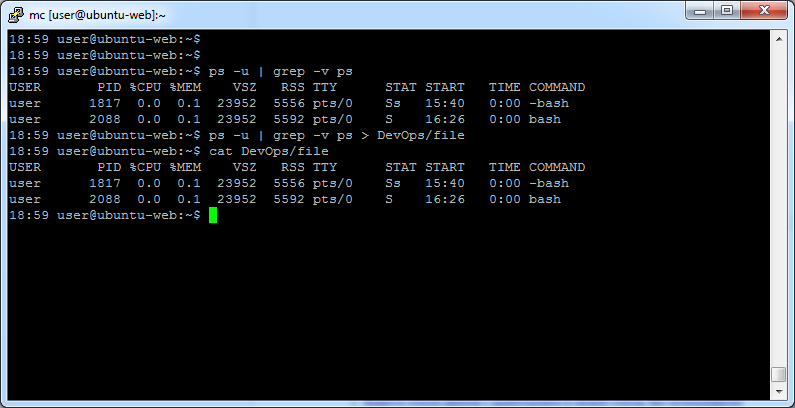 mc [user@ubuntu-web]:~
18:59 user@ubuntu-web:~$
18:59 user@ubuntu-web:~$
18:59 user@ubuntu-web:~$ ps -u | grep -v ps
USER       PID %CPU %MEM    VSZ   RSS TTY      STAT START   TIME COMMAND
user      1817  0.0  0.1  23952  5556 pts/0    Ss   15:40   0:00 -bash
user      2088  0.0  0.1  23952  5592 pts/0    S    16:26   0:00 bash
18:59 user@ubuntu-web:~$ ps -u | grep -v ps > DevOps/file
18:59 user@ubuntu-web:~$ cat DevOps/file
USER       PID %CPU %MEM    VSZ   RSS TTY      STAT START   TIME COMMAND
user      1817  0.0  0.1  23952  5556 pts/0    Ss   15:40   0:00 -bash
user      2088  0.0  0.1  23952  5592 pts/0    S    16:26   0:00 bash
18:59 user@ubuntu-web:~$